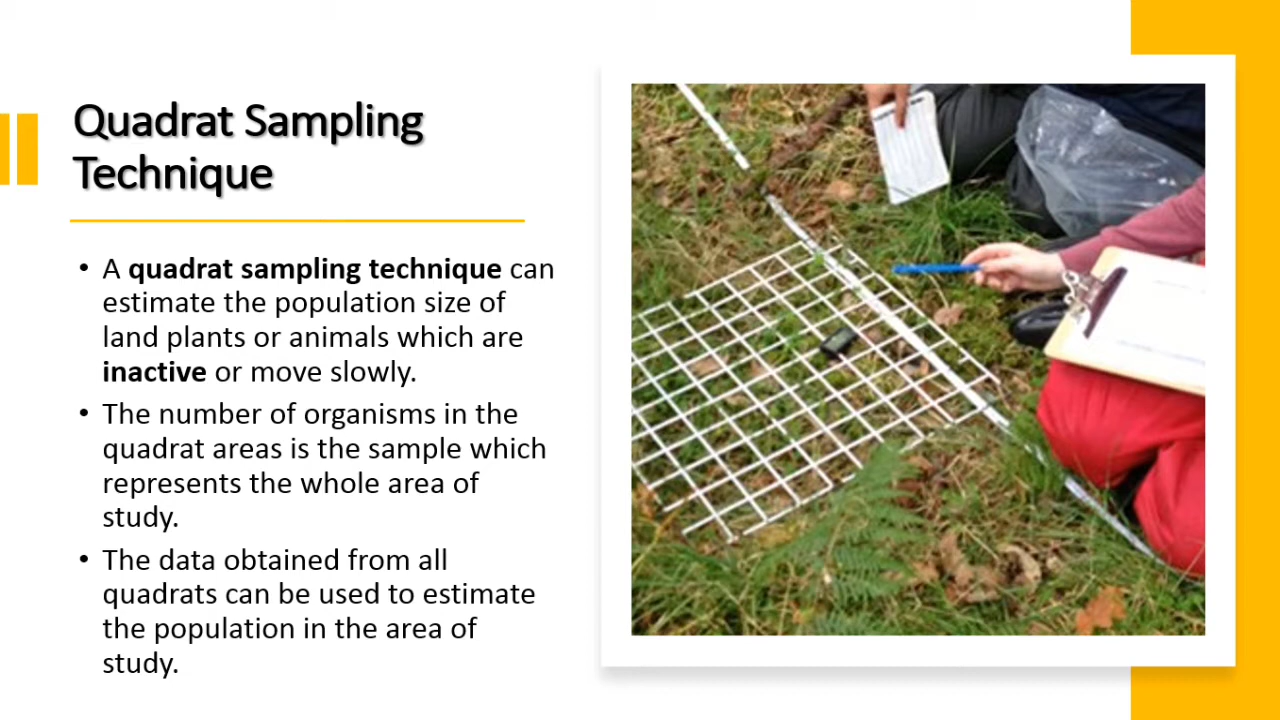 Quadrat Sampling
Technique
• A quadrat sampling technique can
estimate the population size of
land plants or animals which are
inactive or move slowly.
• The number of organisms in the
quadrat areas is the sample which
represents the whole area of
study.
• The data obtained from all
quadrats can be used to estimate
the population in the area of
study.